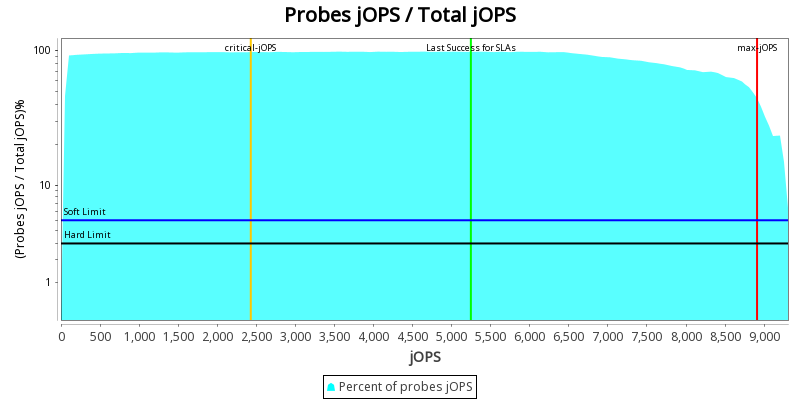 Probes jOPS / Total jOPS
(Probes jOPS / Total jOPS)%
100
10
1
critical-jOPS
Last Success for SLAs
max-jOPS
Soft Limit
Hard Limit
0 500 1,000 1,500 2,000 2,500 3,000 3,500 4,000 4,500 5,000 5,500 6,000 6,500 7,000 7,500 8,000 8,500 9,000
jOPS
Percent of probes jOPS